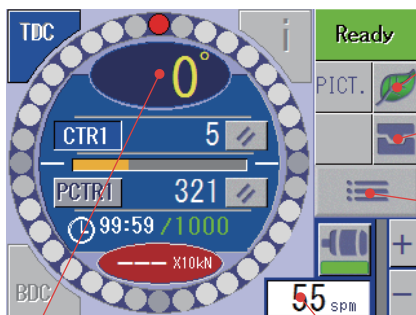 TDC
i
Ready
0°
PICT.
CTR1 5
PCTR1 321
99:59 /1000
--- X10kN
BDC
55 spm
+
−